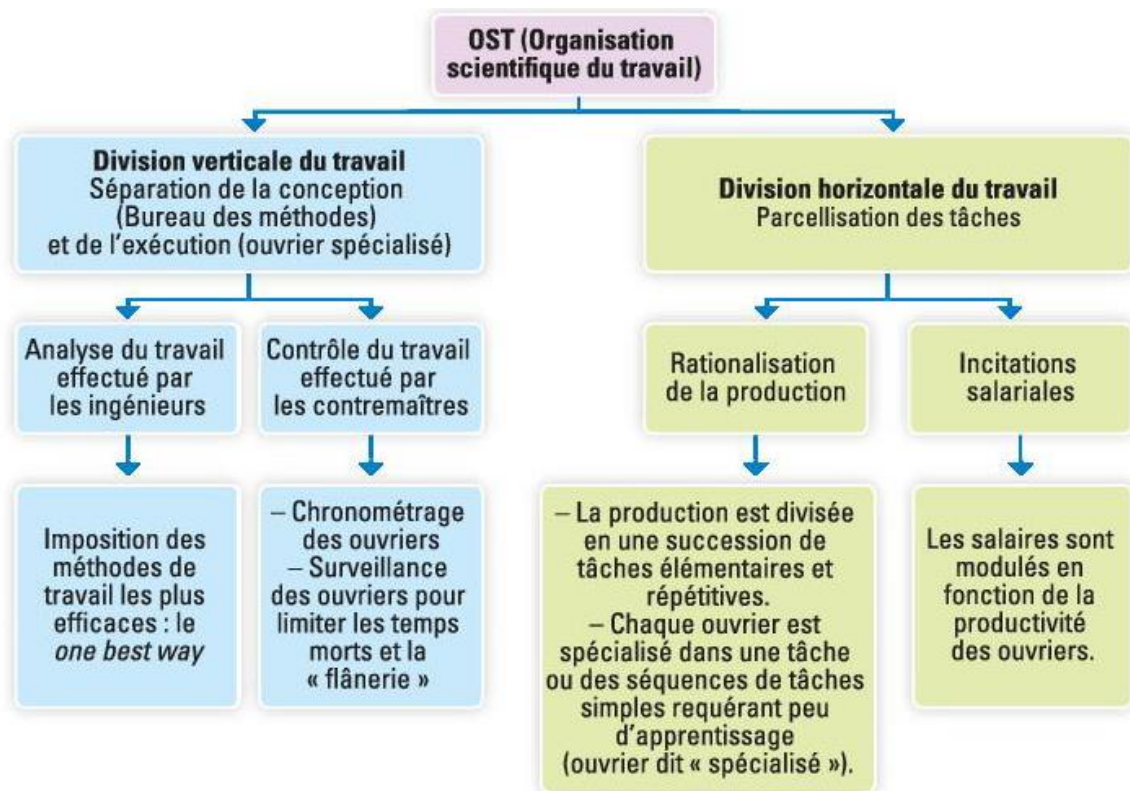 OST (Organisation
scientifique du travail)
Division verticale du travail
Séparation de la conception
(Bureau des méthodes)
et de l'exécution (ouvrier spécialisé)
Division horizontale du travail
Parcellisation des tâches
Analyse du travail
effectué par
les ingénieurs
Contrôle du travail
effectué par
les contremaîtres
Rationalisation
de la production
Incitations
salariales
Imposition des
méthodes de
travail les plus
efficaces : le
one best way
– Chronométrage
des ouvriers
– Surveillance
des ouvriers pour
limiter les temps
morts et la
« flânerie »
– La production est divisée
en une succession de
tâches élémentaires et
répétitives.
– Chaque ouvrier est
spécialisé dans une tâche
ou des séquences de tâches
simples requérant peu
d'apprentissage
(ouvrier dit « spécialisé »).
Les salaires sont
modulés en
fonction de la
productivité
des ouvriers.